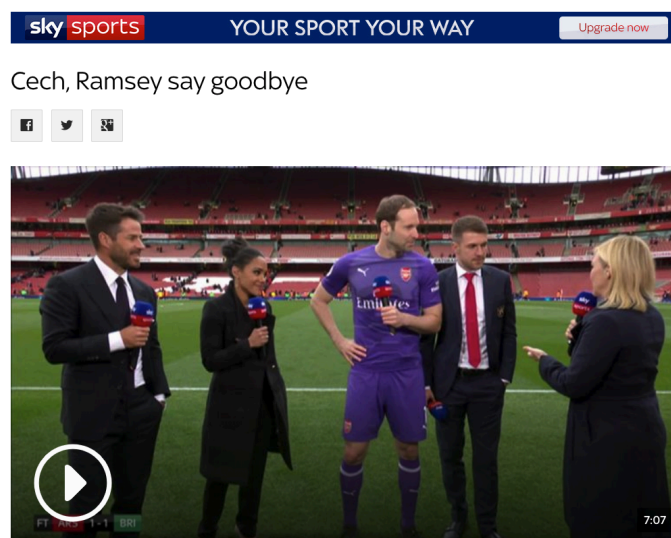 sky sports
YOUR SPORT YOUR WAY
Upgrade now
Cech, Ramsey say goodbye
Emirates
sky
FT ARS 1-1 BRI
7:07